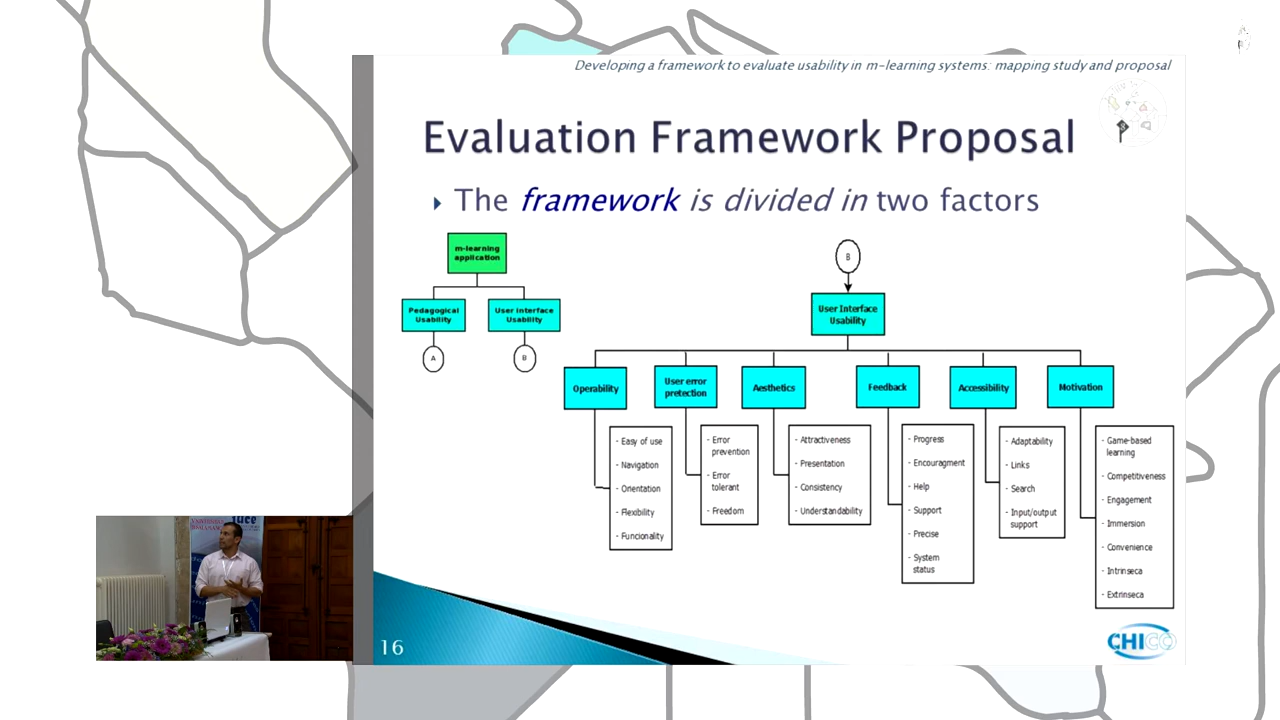 Developing a framework to evaluate usability in m-learning systems: mapping study and proposal
Evaluation Framework Proposal
The framework is divided in two factors
m-learning
application
Pedagogical
Usability
User interface
Usability
A
B
B
User Interface
Usability
Operability
User error
pretection
Aesthetics
Feedback
Accessibility
Motivation
- Easy of use
- Navigation
- Orientation
- Flexibility
- Funcionality
- Error
prevention
- Error
tolerant
- Freedom
- Attractiveness
- Presentation
- Consistency
- Understandability
- Progress
- Encouragment
- Help
- Support
- Precise
- System
status
- Adaptability
- Links
- Search
- Input/output
support
- Game-based
learning
- Competitiveness
- Engagement
- Immersion
- Convenience
- Intrinseca
- Extrinseca
16
CHICO